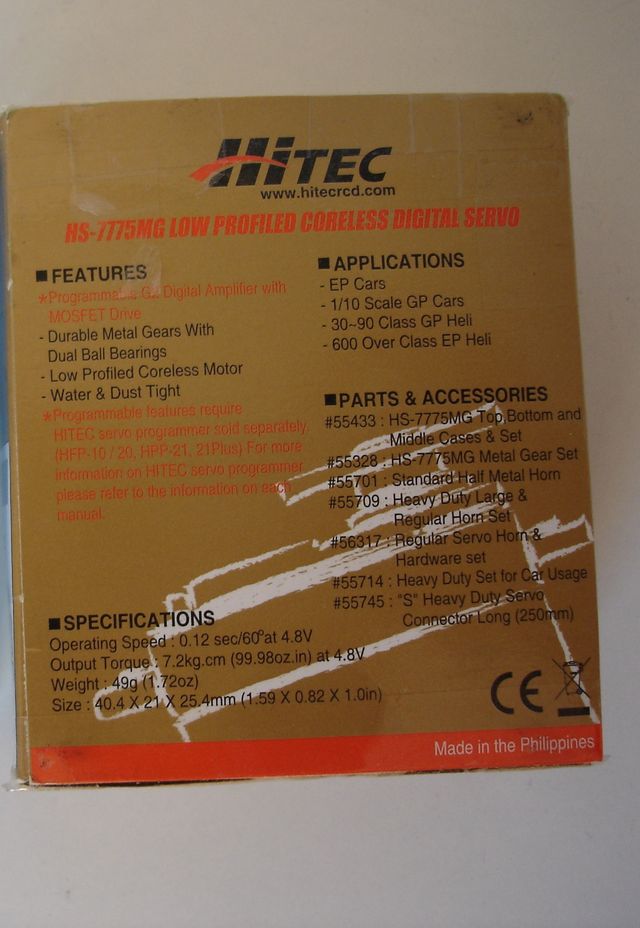 HiTEC
www.hitecrcd.com
HS-7775MG LOW PROFILED CORELESS DIGITAL SERVO
■ FEATURES
*Programmable G2 Digital Amplifier with
MOSFET Drive
- Durable Metal Gears With
Dual Ball Bearings
- Low Profiled Coreless Motor
- Water & Dust Tight
*Programmable features require
HITEC servo programmer sold separately.
(HFP-10 / 20, HPP-21, 21Plus) For more
information on HITEC servo programmer
please refer to the information on each
manual.
■ SPECIFICATIONS
Operating Speed : 0.12 sec/60°at 4.8V
Output Torque : 7.2kg.cm (99.98oz.in) at 4.8V
Weight : 49g (1.72oz)
Size : 40.4 X 21 X 25.4mm (1.59 X 0.82 X 1.0in)
■ APPLICATIONS
- EP Cars
- 1/10 Scale GP Cars
- 30~90 Class GP Heli
- 600 Over Class EP Heli
■PARTS & ACCESSORIES
#55433 : HS-7775MG Top,Bottom and
Middle Cases & Set
#55328 : HS-7775MG Metal Gear Set
#55701 : Standard Half Metal Horn
#55709 : Heavy Duty Large &
Regular Horn Set
#56317 : Regular Servo Horn &
Hardware set
#55714 : Heavy Duty Set for Car Usage
#55745 : "S" Heavy Duty Servo
Connector Long (250mm)
CE
Made in the Philippines